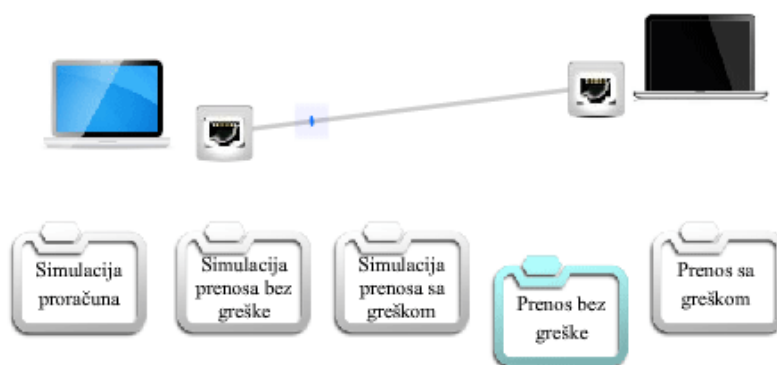 Simulacija
proračuna
Simulacija
prenosa bez
greške
Simulacija
prenosa sa
greškom
Prenos bez
greške
Prenos sa
greškom